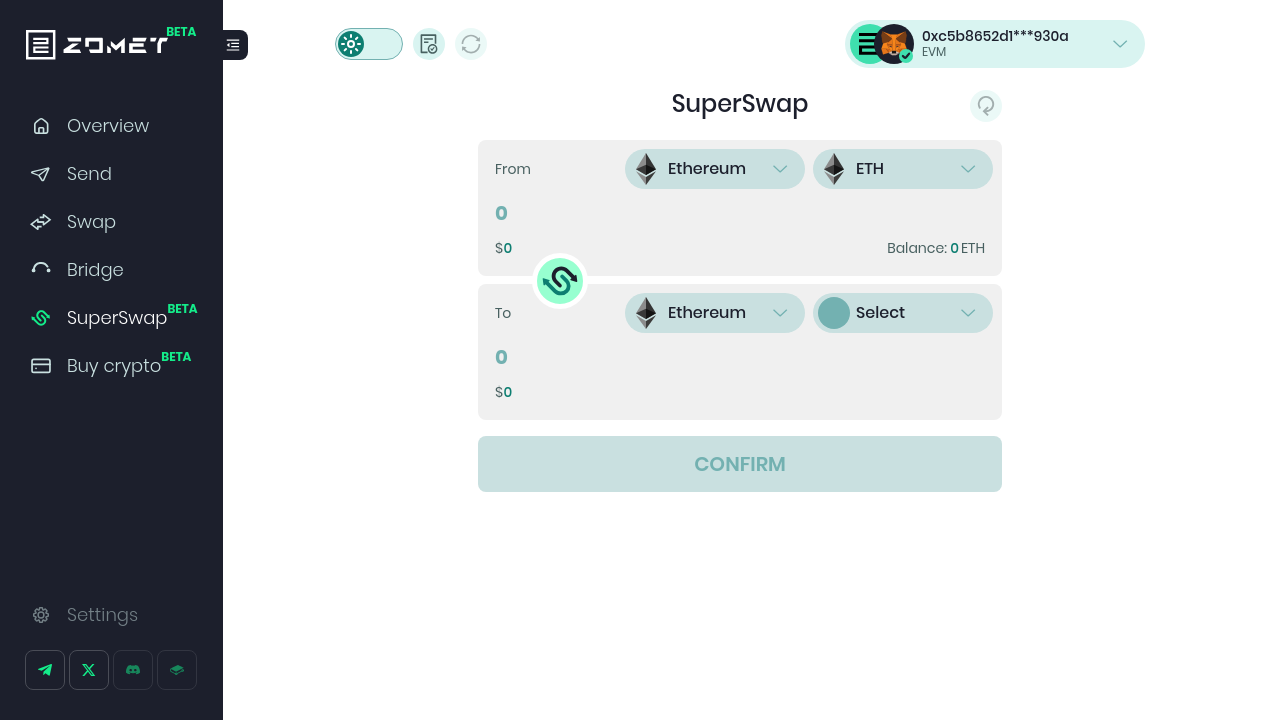 ZOMET BETA
Overview
Send
Swap
Bridge
SuperSwap BETA
Buy crypto BETA
Settings
0xc5b8652d1***930a
EVM
SuperSwap
From Ethereum ETH
0
$0 Balance: 0 ETH
To Ethereum Select
0
$0
CONFIRM